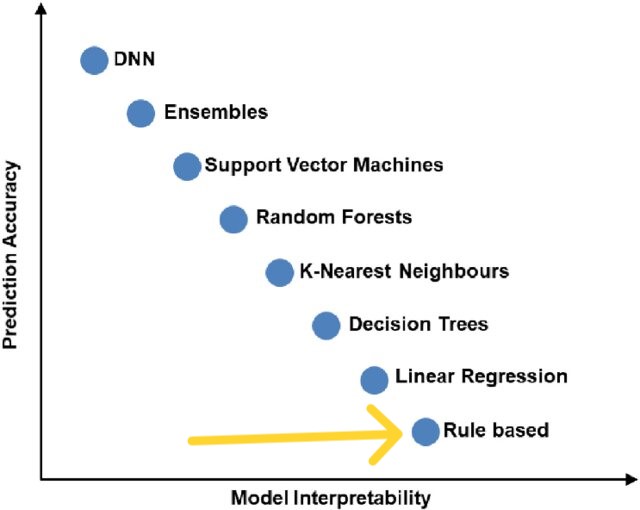 DNN
Ensembles
Support Vector Machines
Random Forests
K-Nearest Neighbours
Decision Trees
Linear Regression
Rule based
Prediction Accuracy
Model Interpretability